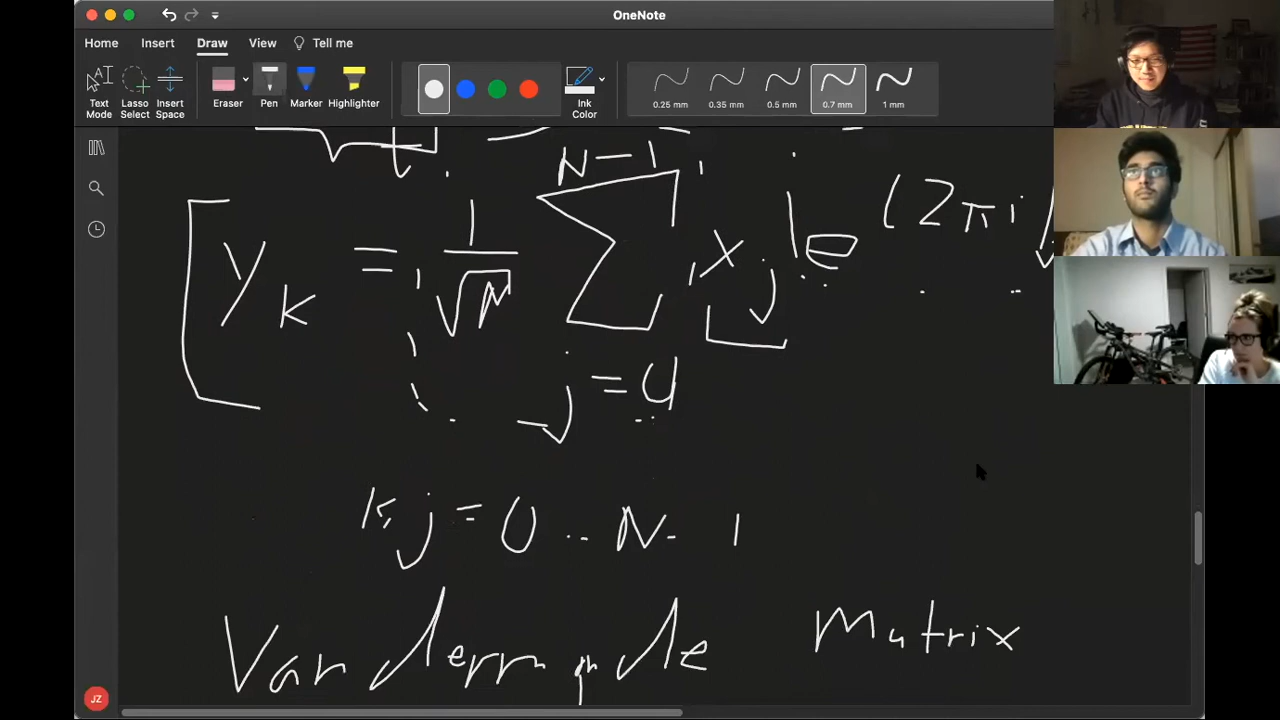 OneNote
Home Insert Draw View Tell me
Text Mode Lasso Select Insert Space Eraser Pen Marker Highlighter Ink Color 0.25 mm 0.35 mm 0.5 mm 0.7 mm 1 mm
N-1
y_k = 1/√N Σ x_j e^(2πi
j=0
k,j = 0 .. N-1
Vandermonde Matrix
JZ